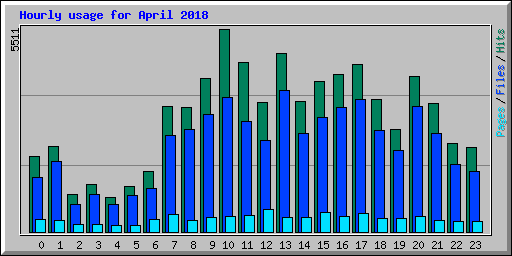 Hourly usage for April 2018
5511
Pages/Files/Hits
0 1 2 3 4 5 6 7 8 9 10 11 12 13 14 15 16 17 18 19 20 21 22 23